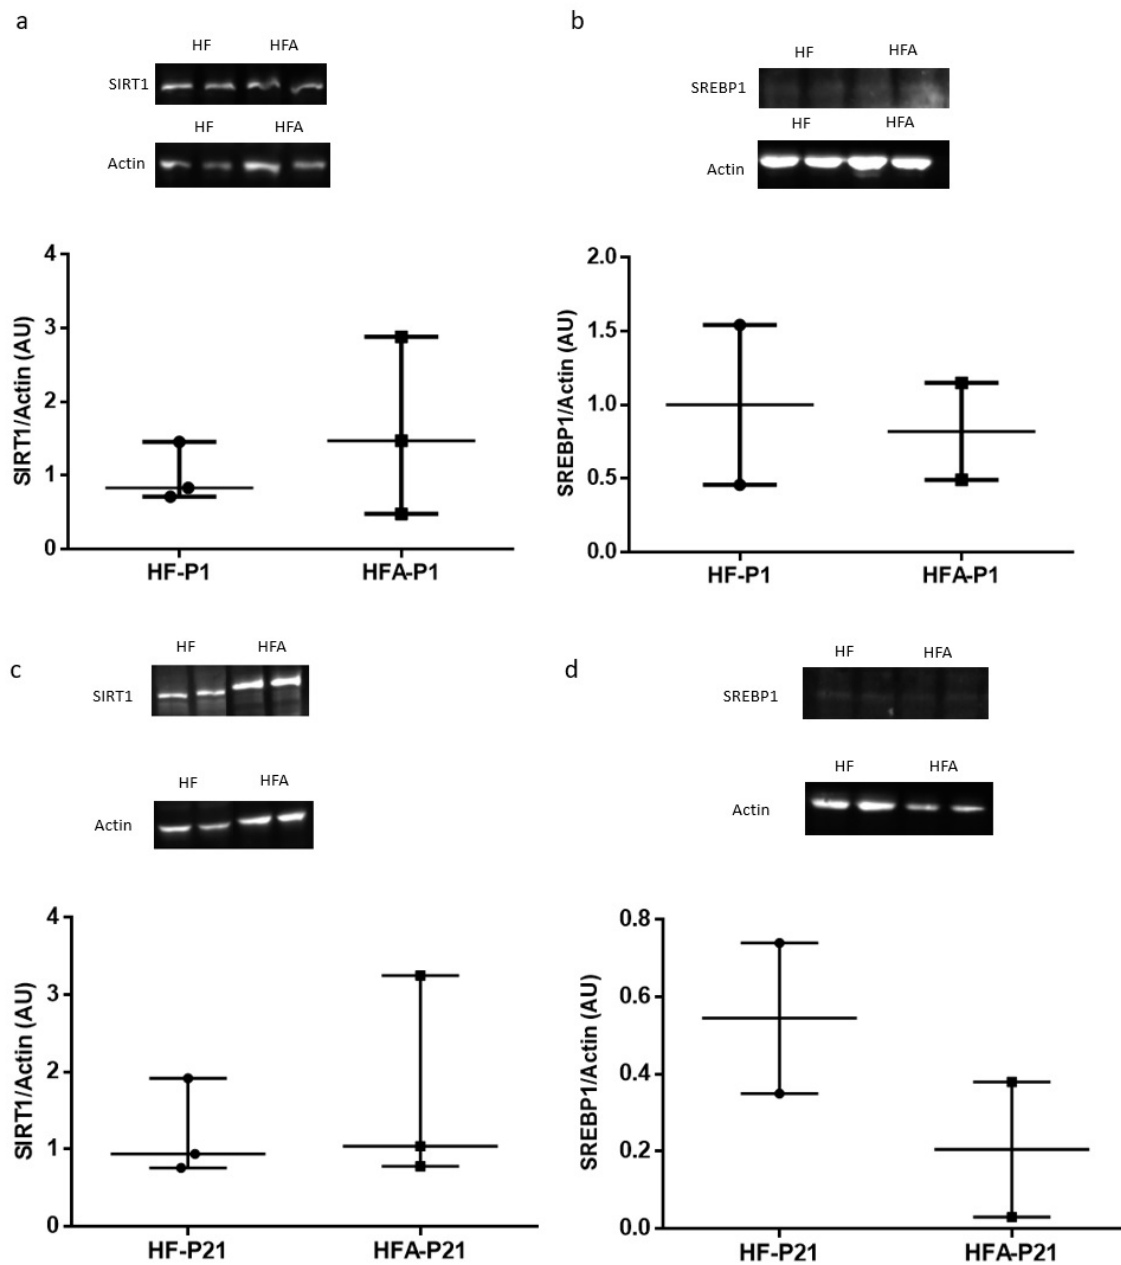 a
HF HFA
SIRT1
HF HFA
Actin
4
3
2
1
0
SIRT1/Actin (AU)
HF-P1 HFA-P1
b
HF HFA
SREBP1
HF HFA
Actin
2.0
1.5
1.0
0.5
0.0
SREBP1/Actin (AU)
HF-P1 HFA-P1
c
HF HFA
SIRT1
HF HFA
Actin
4
3
2
1
0
SIRT1/Actin (AU)
HF-P21 HFA-P21
d
HF HFA
SREBP1
HF HFA
Actin
0.8
0.6
0.4
0.2
0.0
SREBP1/Actin (AU)
HF-P21 HFA-P21